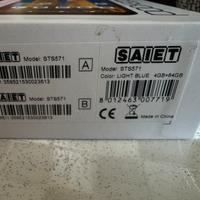 SAIET
Model: STS571
A
Model: STS571
B
SAIET
Model: STS571
Color: LIGHT BLUE 4GB+64GB
8 012463 007719
CE
Made in China